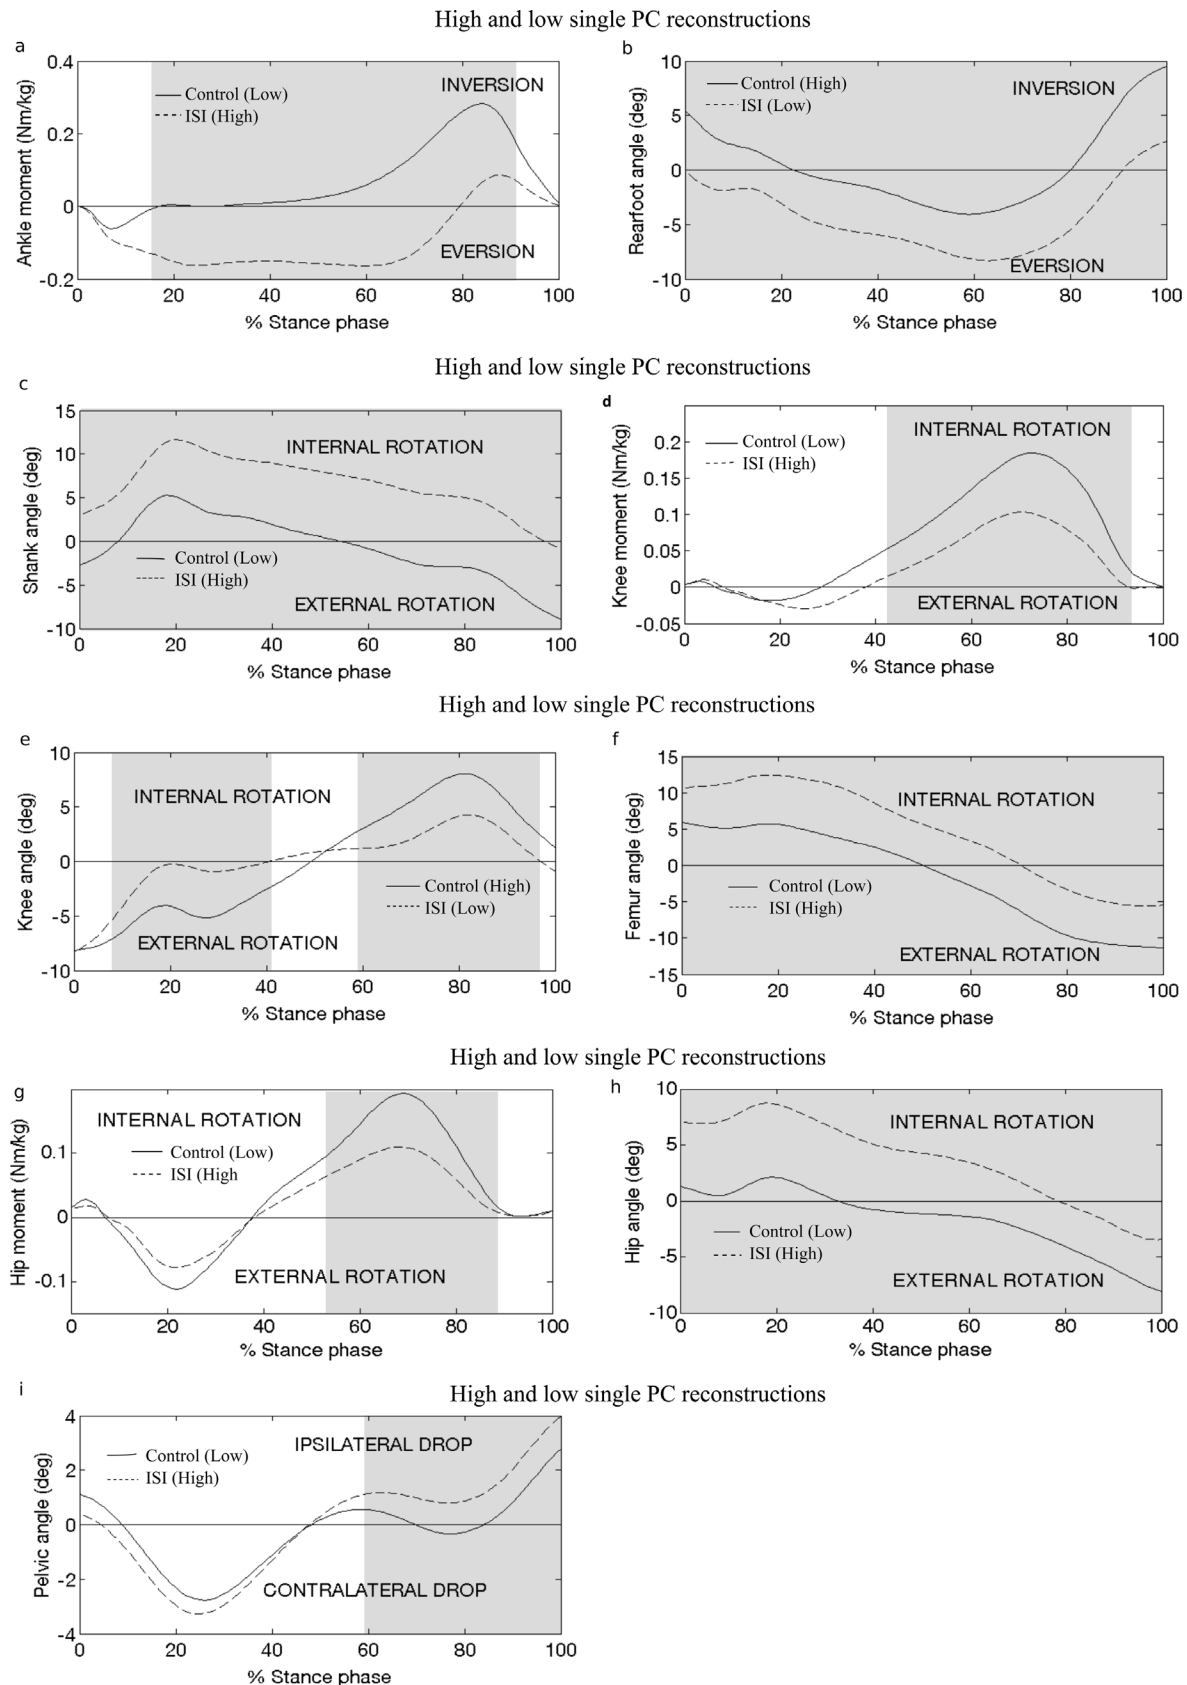 High and low single PC reconstructions
a
0.4
0.2
0
-0.2
Ankle moment (Nm/kg)
Control (Low)
ISI (High)
INVERSION
EVERSION
0 20 40 60 80 100
% Stance phase
b
10
5
0
-5
-10
Rearfoot angle (deg)
Control (High)
ISI (Low)
INVERSION
EVERSION
0 20 40 60 80 100
% Stance phase
High and low single PC reconstructions
c
15
10
5
0
-5
-10
Shank angle (deg)
INTERNAL ROTATION
Control (Low)
ISI (High)
EXTERNAL ROTATION
0 20 40 60 80 100
% Stance phase
d
0.2
0.15
0.1
0.05
0
-0.05
Knee moment (Nm/kg)
INTERNAL ROTATION
Control (Low)
ISI (High)
EXTERNAL ROTATION
0 20 40 60 80 100
% Stance phase
High and low single PC reconstructions
e
10
5
0
-5
-10
Knee angle (deg)
INTERNAL ROTATION
Control (High)
ISI (Low)
EXTERNAL ROTATION
0 20 40 60 80 100
% Stance phase
f
15
10
5
0
-5
-10
-15
Femur angle (deg)
INTERNAL ROTATION
Control (Low)
ISI (High)
EXTERNAL ROTATION
0 20 40 60 80 100
% Stance phase
High and low single PC reconstructions
g
0.1
0
-0.1
Hip moment (Nm/kg)
INTERNAL ROTATION
Control (Low)
ISI (High
EXTERNAL ROTATION
0 20 40 60 80 100
% Stance phase
h
10
5
0
-5
-10
Hip angle (deg)
INTERNAL ROTATION
Control (Low)
ISI (High)
EXTERNAL ROTATION
0 20 40 60 80 100
% Stance phase
High and low single PC reconstructions
i
4
2
0
-2
-4
Pelvic angle (deg)
IPSILATERAL DROP
Control (Low)
ISI (High)
CONTRALATERAL DROP
0 20 40 60 80 100
% Stance phase